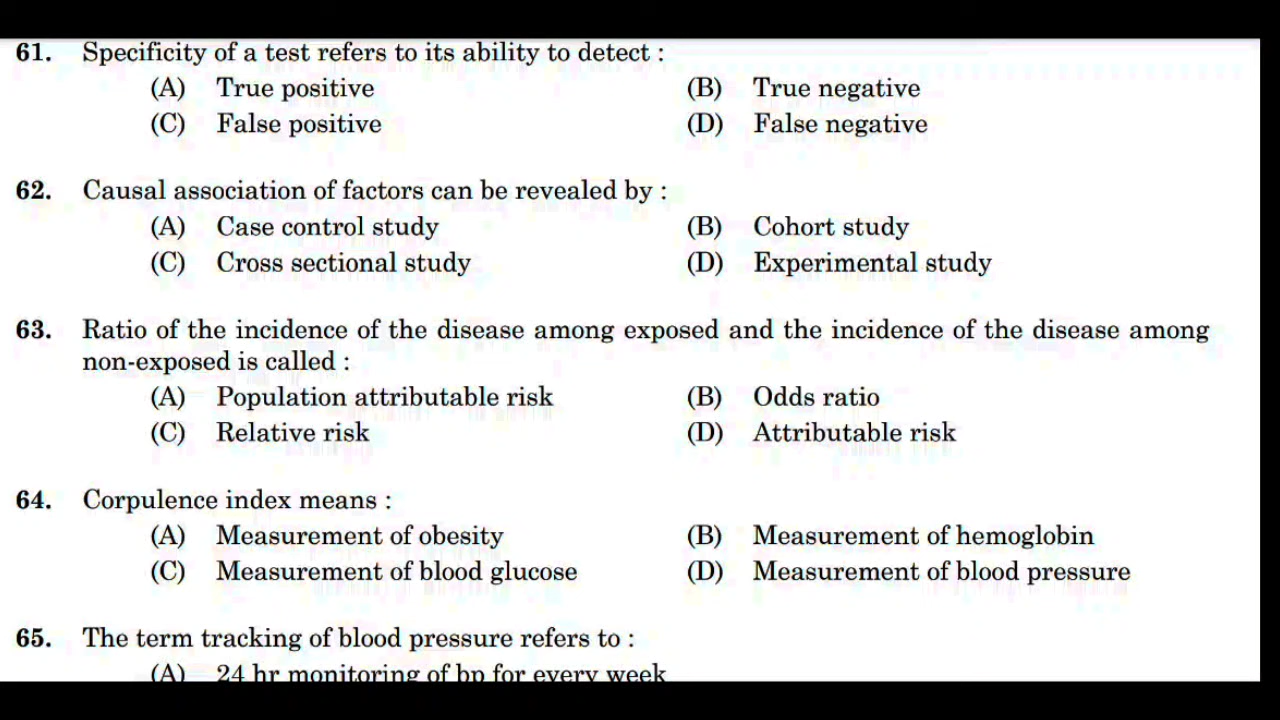 61. Specificity of a test refers to its ability to detect :
(A) True positive (B) True negative
(C) False positive (D) False negative
62. Causal association of factors can be revealed by :
(A) Case control study (B) Cohort study
(C) Cross sectional study (D) Experimental study
63. Ratio of the incidence of the disease among exposed and the incidence of the disease among
non-exposed is called :
(A) Population attributable risk (B) Odds ratio
(C) Relative risk (D) Attributable risk
64. Corpulence index means :
(A) Measurement of obesity (B) Measurement of hemoglobin
(C) Measurement of blood glucose (D) Measurement of blood pressure
65. The term tracking of blood pressure refers to :
(A) 24 hr monitoring of bp for every week